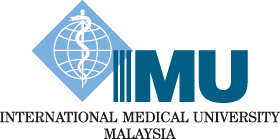 IMU
INTERNATIONAL MEDICAL UNIVERSITY
MALAYSIA